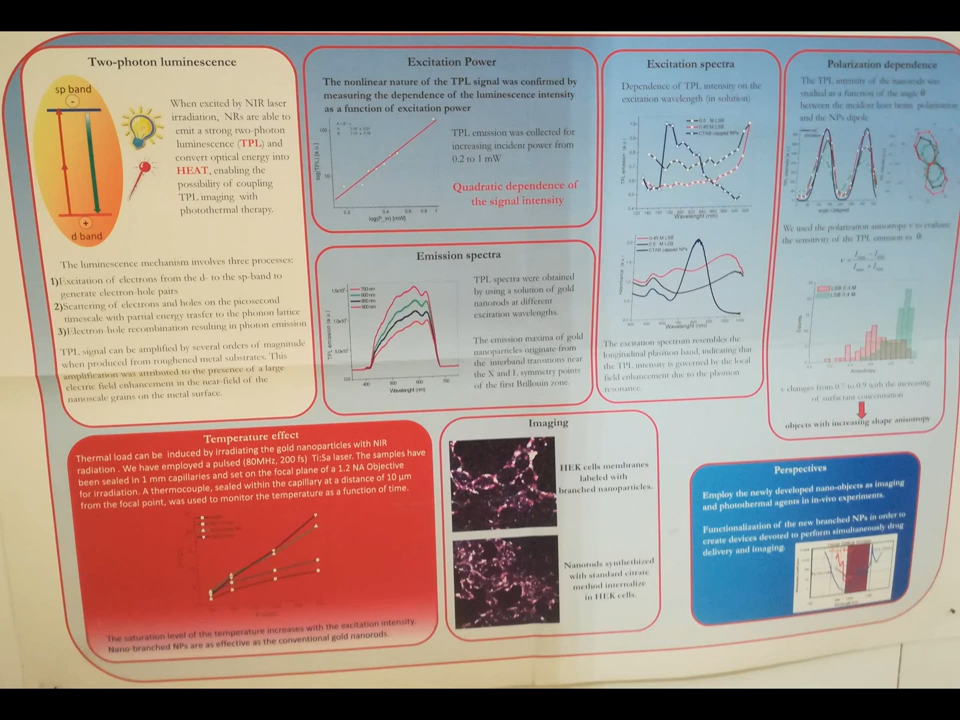 Two-photon luminescence
sp band
-
+
d band
When excited by NIR laser
irradiation, NRs are able to
emit a strong two-photon
luminescence (TPL) and
convert optical energy into
HEAT, enabling the
possibility of coupling
TPL imaging with
photothermal therapy.
The luminescence mechanism involves three processes:
1)Excitation of electrons from the d- to the sp-band to
generate electron-hole pairs
2)Scattering of electrons and holes on the picosecond
timescale with partial energy trasfer to the phonon lattice
3)Electron-hole recombination resulting in photon emission
TPL signal can be amplified by several orders of magnitude
when produced from roughened metal substrates. This
amplification was attributed to the presence of a large
electric field enhancement in the near-field of the
nanoscale grains on the metal surface.
Excitation Power
The nonlinear nature of the TPL signal was confirmed by
measuring the dependence of the luminescence intensity
as a function of excitation power
log(TPL) [a.u.]
log(P_in) [mW]
TPL emission was collected for
increasing incident power from
0.2 to 1 mW
Quadratic dependence of
the signal intensity
Emission spectra
TPL emission [a.u.]
Wavelenght (nm)
TPL spectra were obtained
by using a solution of gold
nanorods at different
excitation wavelengths.
The emission maxima of gold
nanoparticles originate from
the interband transitions near
the X and L symmetry points
of the first Brillouin zone.
Excitation spectra
Dependence of TPL intensity on the
excitation wavelength (in solution)
TPL emission (a.u.)
Wavelenght (nm)
Wavelenght (nm)
The excitation spectrum resembles the
longitudinal plasmon band, indicating that
the TPL intensity is governed by the local
field enhancement due to the plasmon
resonance.
Polarization dependence
The TPL intensity of the nanorods was
studied as a function of the angle θ
between the incident laser beam polarization
and the NPs dipole
We used the polarization anisotropy ν to evaluate
the sensitivity of the TPL emission to θ:
ν changes from 0.7 to 0.9 with the increasing
of surfactant concentration
objects with increasing shape anisotropy
Temperature effect
Thermal load can be induced by irradiating the gold nanoparticles with NIR
radiation . We have employed a pulsed (80MHz, 200 fs) Ti:Sa laser. The samples have
been sealed in 1 mm capillaries and set on the focal plane of a 1.2 NA Objective
for irradiation. A thermocouple, sealed within the capillary at a distance of 10 µm
from the focal point, was used to monitor the temperature as a function of time.
The saturation level of the temperature increases with the excitation intensity.
Nano-branched NPs are as effective as the conventional gold nanorods.
Imaging
HEK cells membranes
labeled with
branched nanoparticles.
Nanorods synthethized
with standard citrate
method internalize
in HEK cells.
Perspectives
Employ the newly developed nano-objects as imaging
and photothermal agents in in-vivo experiments.
Functionalization of the new branched NPs in order to
create devices devoted to perform simultaneously drug
delivery and imaging.